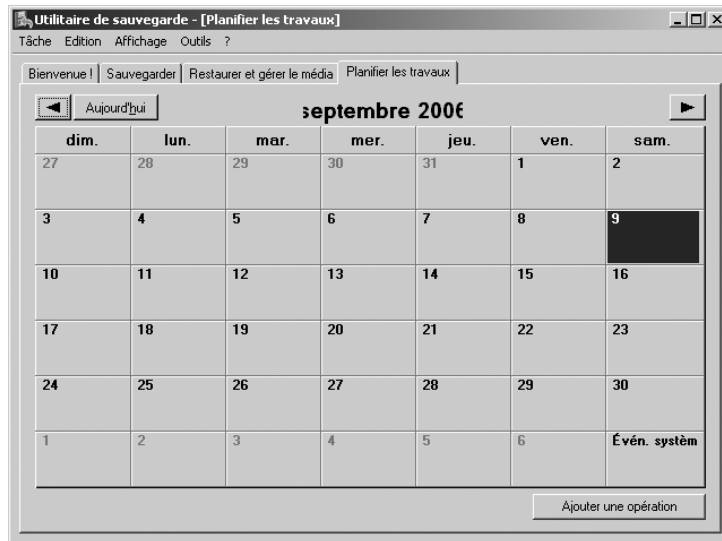 Utilitaire de sauvegarde - [Planifier les travaux]
Tâche Edition Affichage Outils ?
Bienvenue ! Sauvegarder Restaurer et gérer le média Planifier les travaux
Aujourd'hui septembre 2006
dim. lun. mar. mer. jeu. ven. sam.
27 28 29 30 31 1 2
3 4 5 6 7 8 9
10 11 12 13 14 15 16
17 18 19 20 21 22 23
24 25 26 27 28 29 30
1 2 3 4 5 6 Évén. systèm
Ajouter une opération